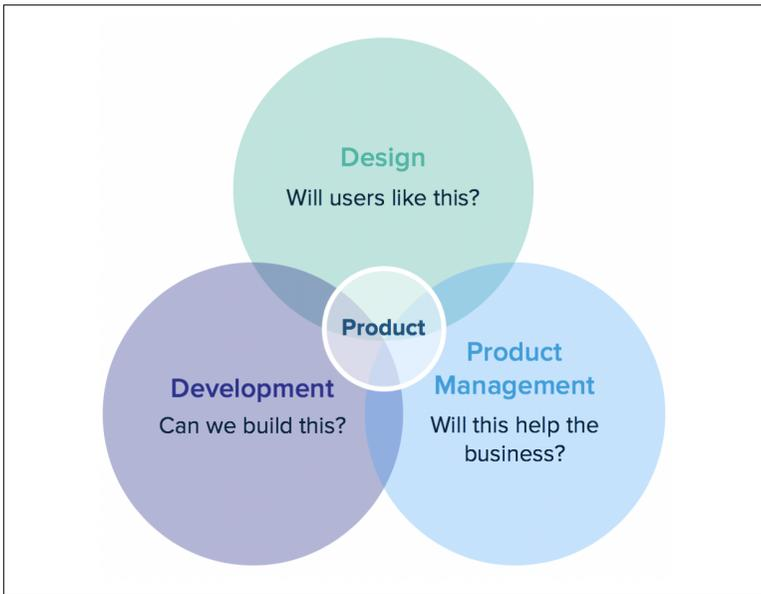 Design
Will users like this?
Product
Development
Can we build this?
Product
Management
Will this help the
business?